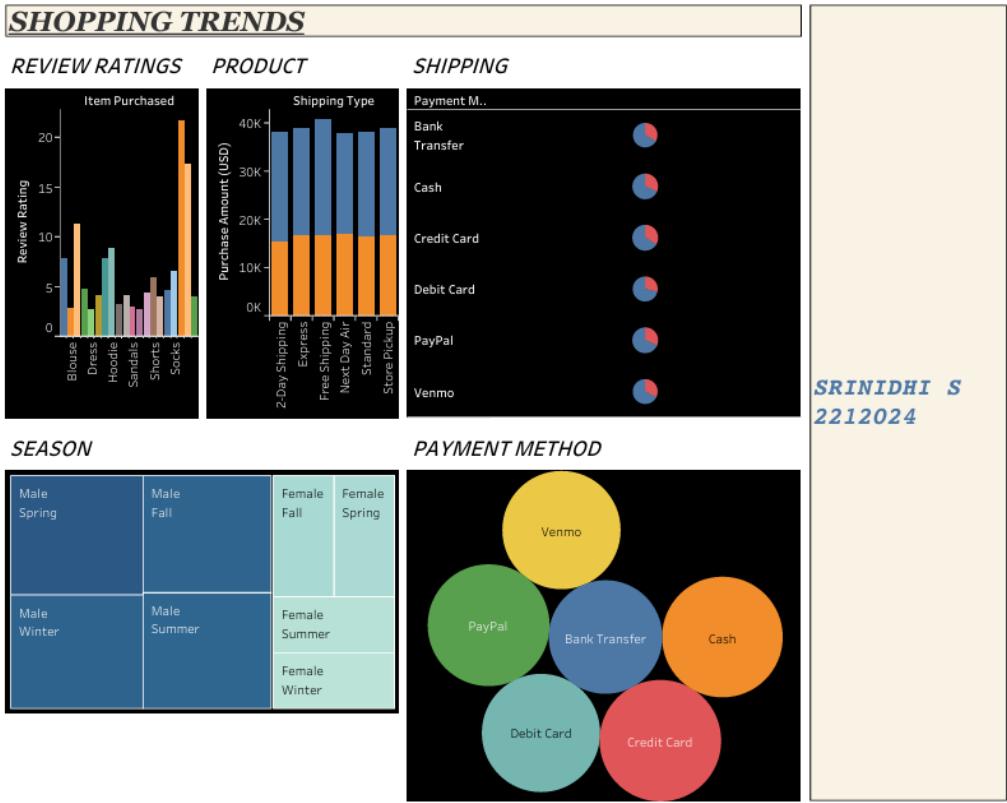 SHOPPING TRENDS
REVIEW RATINGS
Item Purchased
Review Rating
20
15
10
5
0
Blouse
Dress
Hoodie
Sandals
Shorts
Socks
PRODUCT
Shipping Type
Purchase Amount (USD)
40K
30K
20K
10K
0K
2-Day Shipping
Express
Free Shipping
Next Day Air
Standard
Store Pickup
SHIPPING
Payment M..
Bank
Transfer
Cash
Credit Card
Debit Card
PayPal
Venmo
SRINIDHI S
2212024
SEASON
Male
Spring
Male
Fall
Female
Fall
Female
Spring
Male
Winter
Male
Summer
Female
Summer
Female
Winter
PAYMENT METHOD
Venmo
PayPal
Bank Transfer
Cash
Debit Card
Credit Card